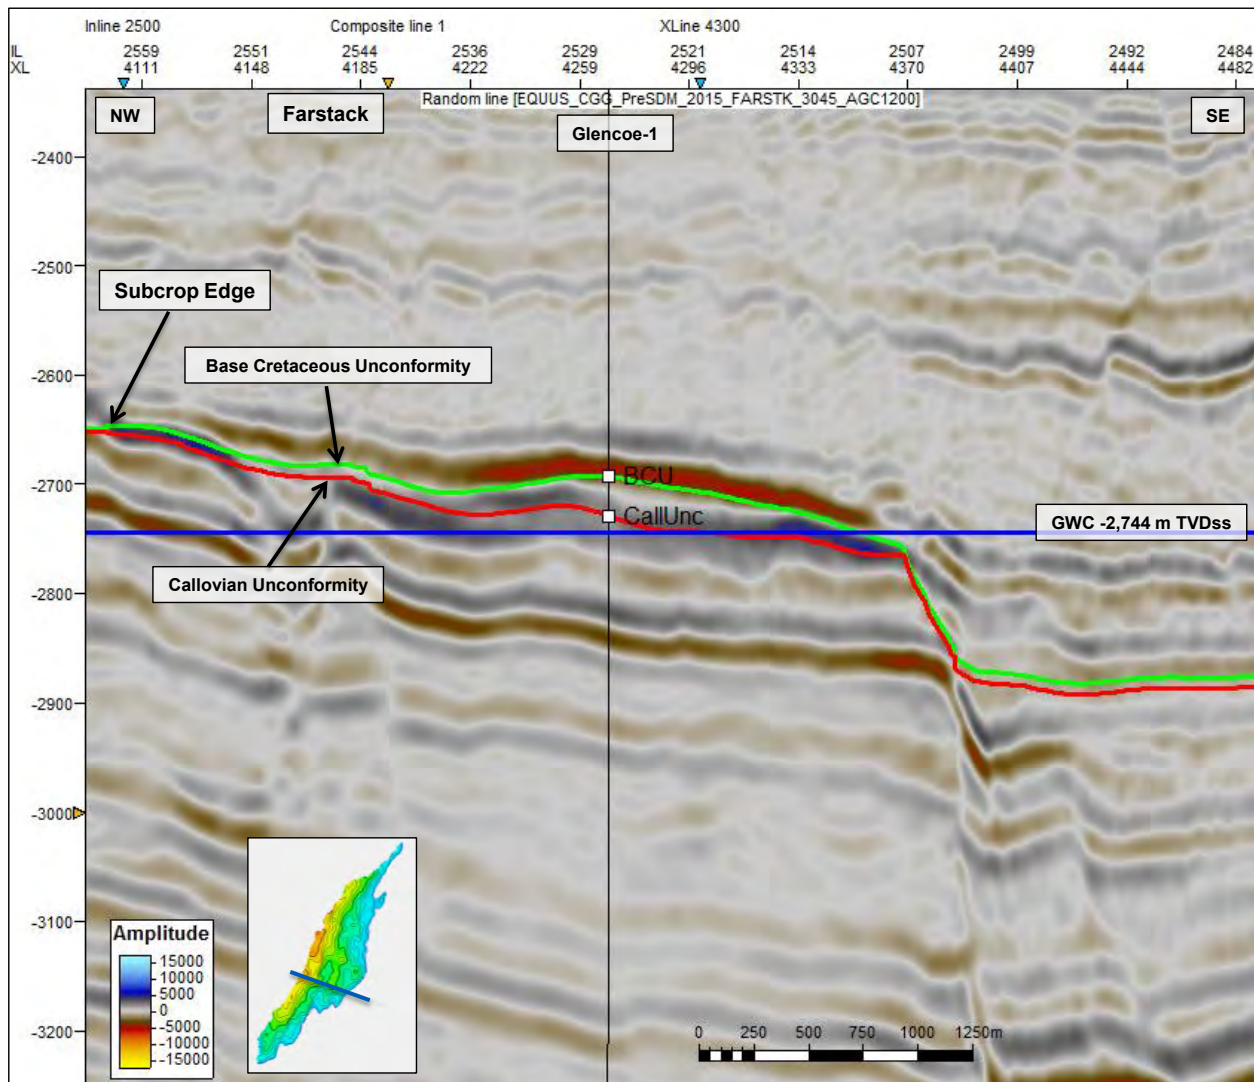 Inline 2500 Composite line 1 XLine 4300
IL 2559 2551 2544 2536 2529 2521 2514 2507 2499 2492 2484
XL 4111 4148 4185 4222 4259 4296 4333 4370 4407 4444 4482
Random line [EQUUS_CGG_PreSDM_2015_FARSTK_3045_AGC1200]
NW Farstack Glencoe-1 SE
-2400
-2500
Subcrop Edge
Base Cretaceous Unconformity
-2600
BCU
-2700
CallUnc
GWC -2,744 m TVDss
Callovian Unconformity
-2800
-2900
-3000
-3100
-3200
Amplitude
15000
10000
5000
0
-5000
-10000
-15000
0 250 500 750 1000 1250m